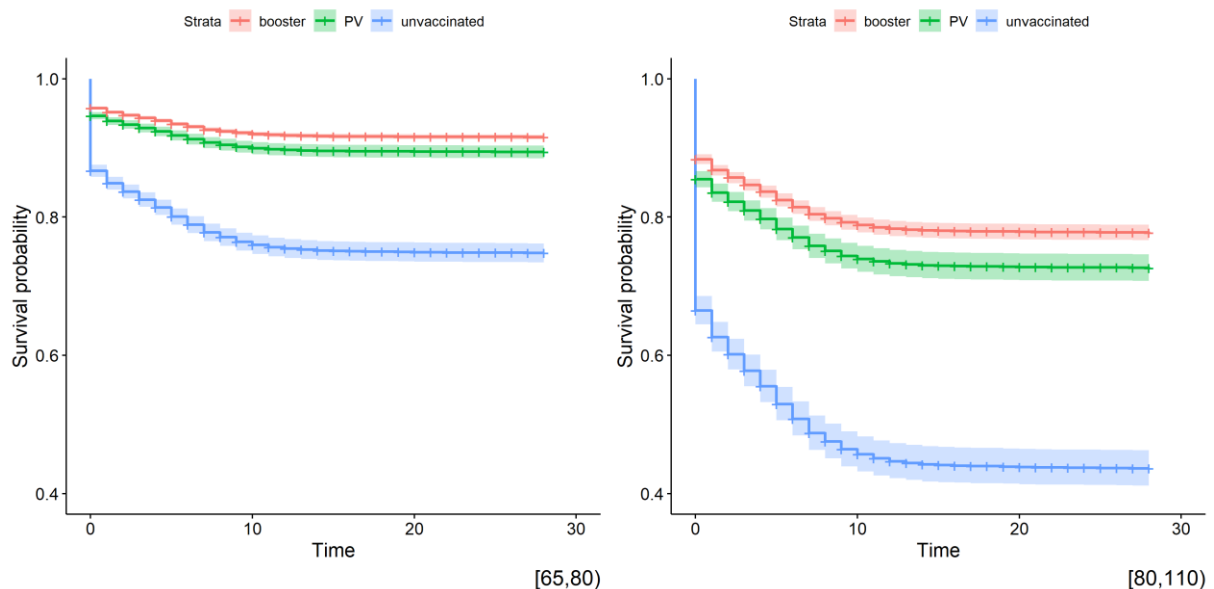 Strata booster PV unvaccinated
1.0
0.8
0.6
0.4
Survival probability
0 10 20 30
Time
[65,80)
Strata booster PV unvaccinated
1.0
0.8
0.6
0.4
Survival probability
0 10 20 30
Time
[80,110)